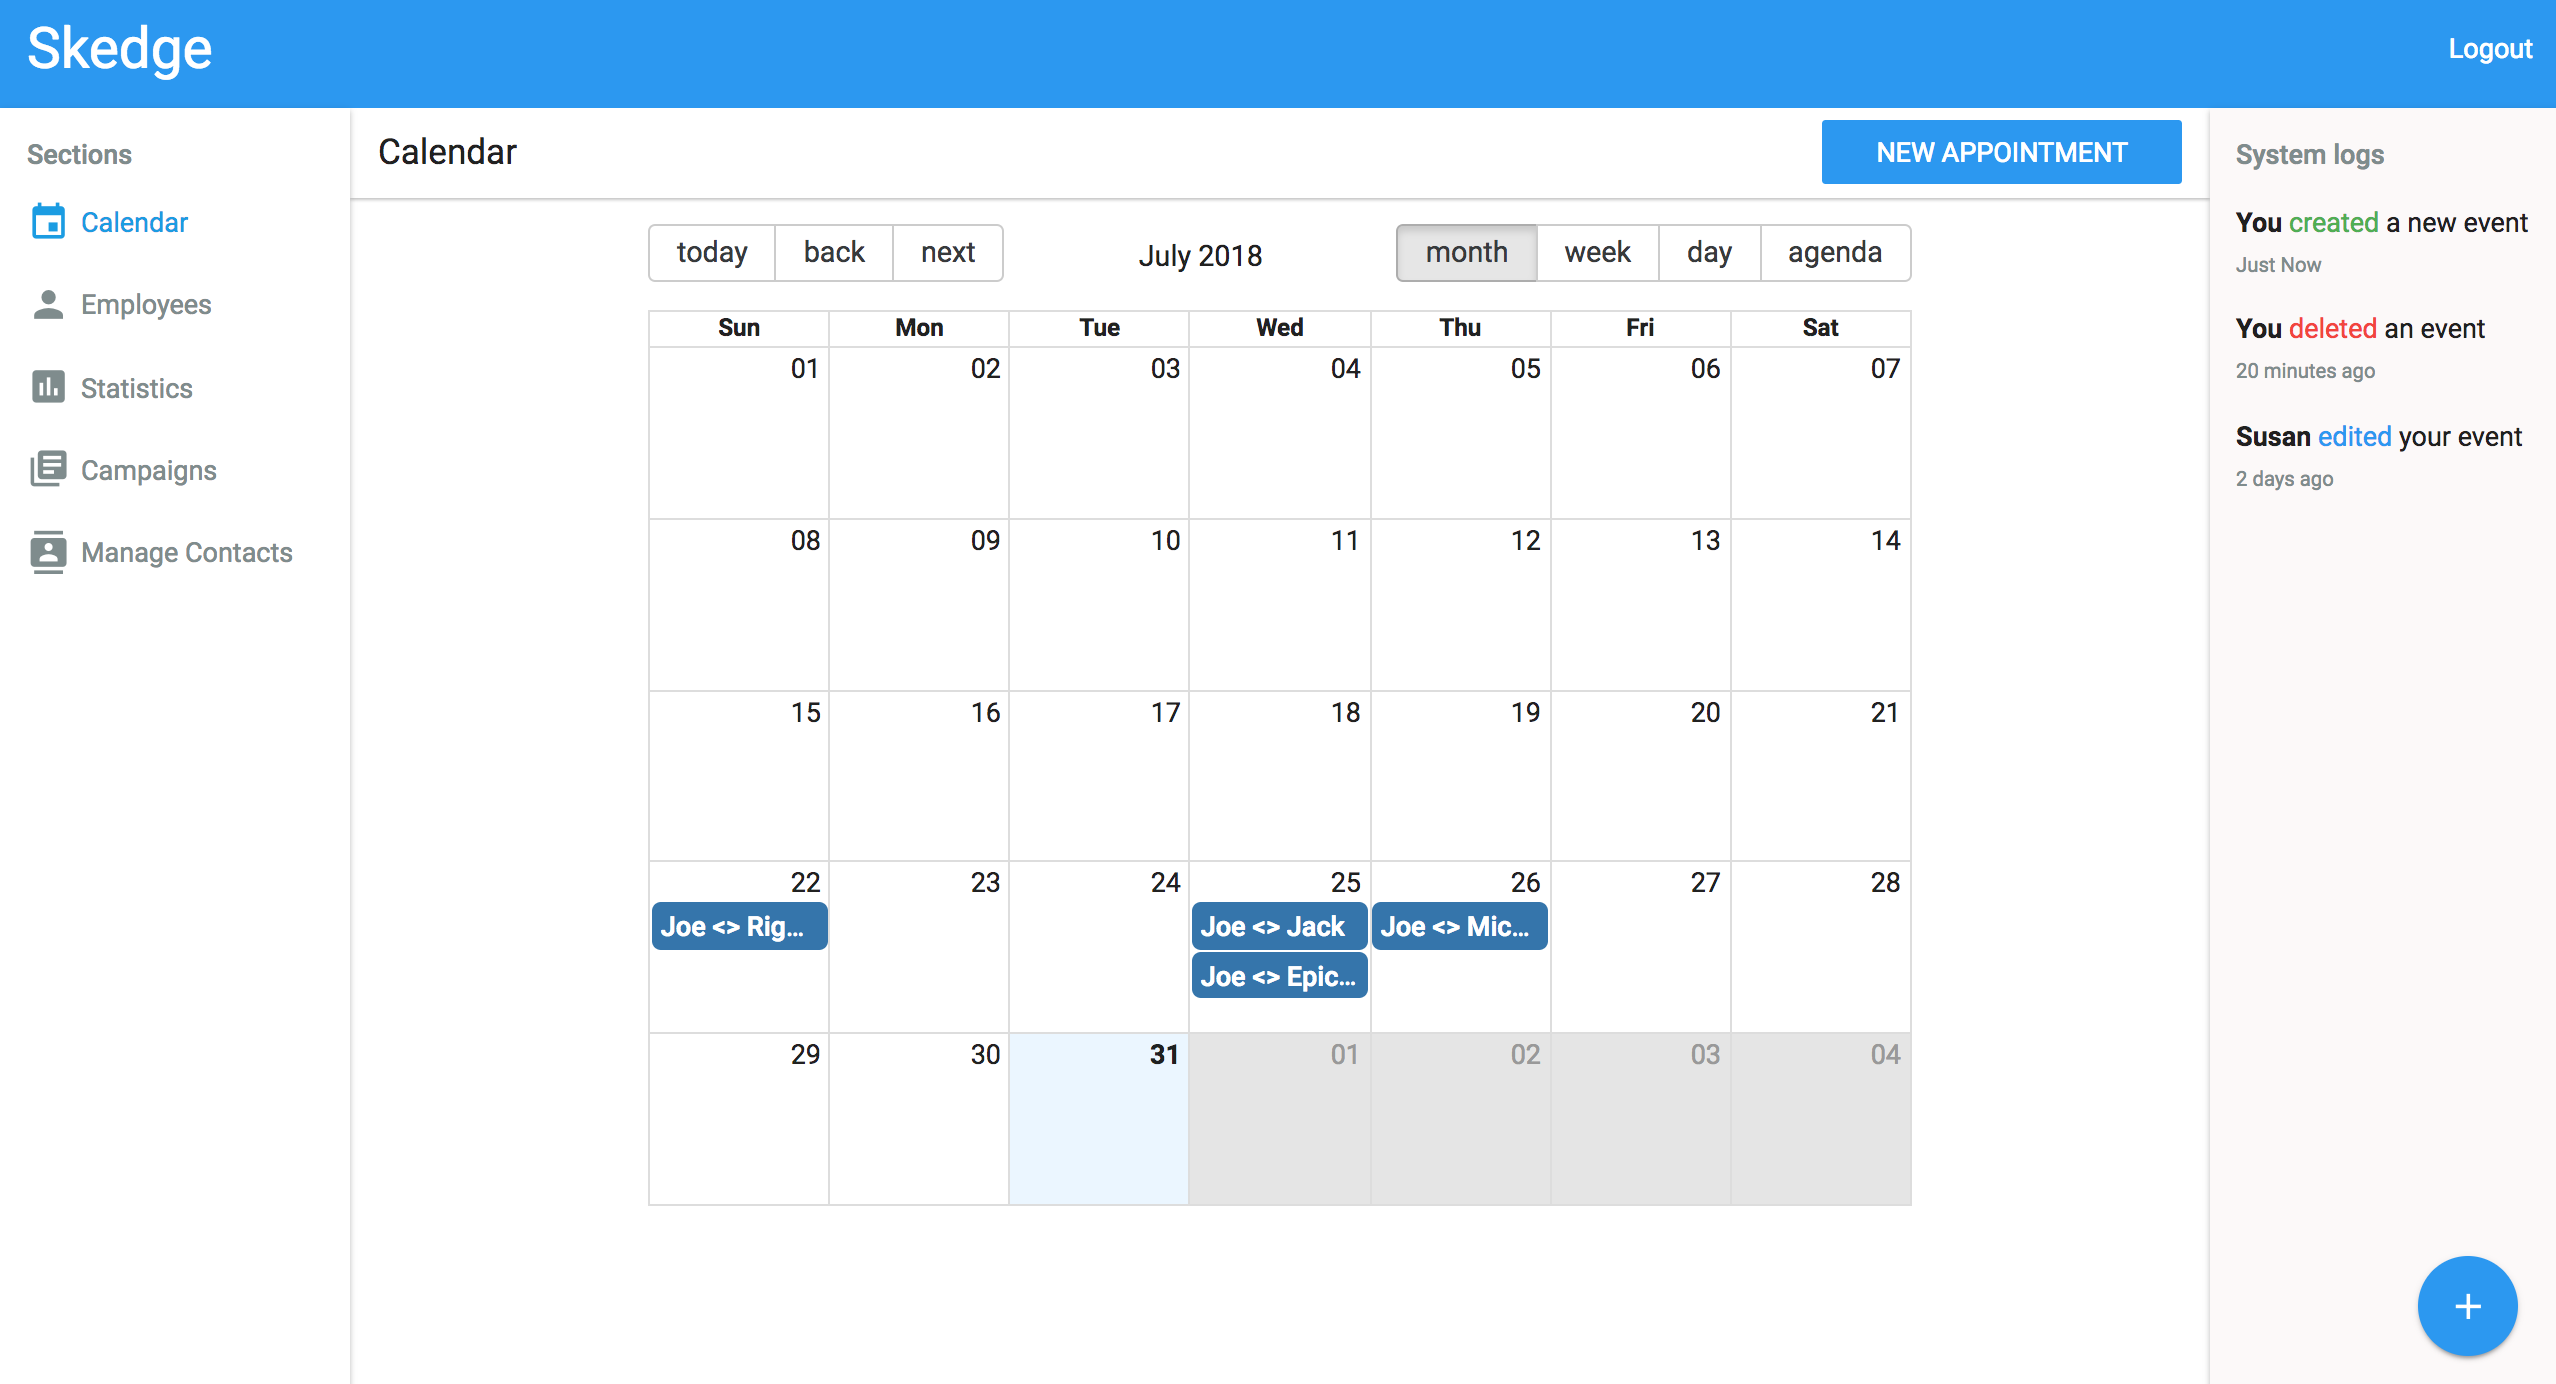 Skedge
Logout
Sections
Calendar
Employees
Statistics
Campaigns
Manage Contacts
Calendar
NEW APPOINTMENT
today back next
July 2018
month week day agenda
Sun Mon Tue Wed Thu Fri Sat
01 02 03 04 05 06 07
08 09 10 11 12 13 14
15 16 17 18 19 20 21
22 23 24 25 26 27 28
Joe <> Rig... Joe <> Jack Joe <> Mic...
Joe <> Epic...
29 30 31 01 02 03 04
System logs
You created a new event
Just Now
You deleted an event
20 minutes ago
Susan edited your event
2 days ago
+